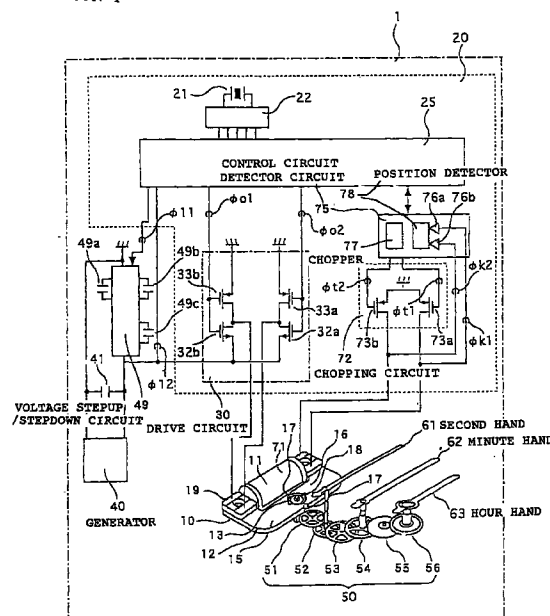 1
20
21
22
25
CONTROL CIRCUIT
DETECTOR CIRCUIT
POSITION DETECTOR
78
76a
76b
75
77
CHOPPER
φ11
φo1
φo2
φk2
φk1
49a
49b
49c
33b
33a
32b
32a
φt2
φt1
73b
73a
72
CHOPPING CIRCUIT
φ12
41
49
30
VOLTAGE STEPUP
/STEPDOWN CIRCUIT
DRIVE CIRCUIT
40
GENERATOR
61 SECOND HAND
62 MINUTE HAND
63 HOUR HAND
71
11
17
16
18
17
19
10
13
12
15
51
52
53
54
55
56
50